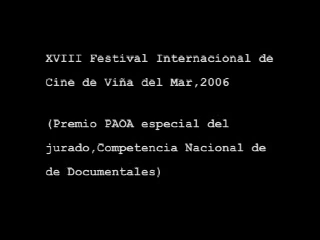 XVIII Festival Internacional de
Cine de Viña del Mar,2006
(Premio PAOA especial del
jurado,Competencia Nacional de
de Documentales)